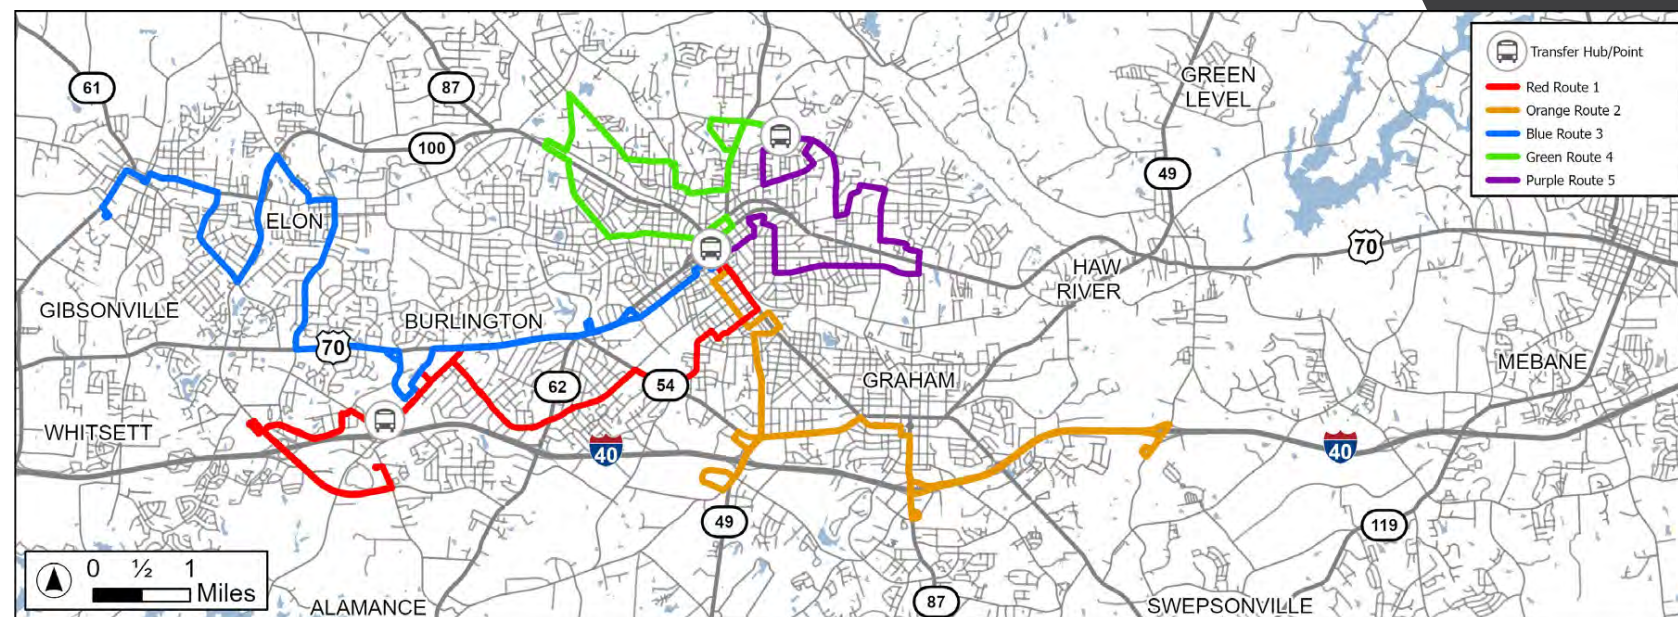 61
87
100
GREEN
LEVEL
49
Transfer Hub/Point
Red Route 1
Orange Route 2
Blue Route 3
Green Route 4
Purple Route 5
ELON
70
HAW
RIVER
GIBSONVILLE
BURLINGTON
70
62
54
GRAHAM
MEBANE
WHITSETT
40
40
49
119
0 ½ 1
Miles
ALAMANCE
87
SWEPSONVILLE